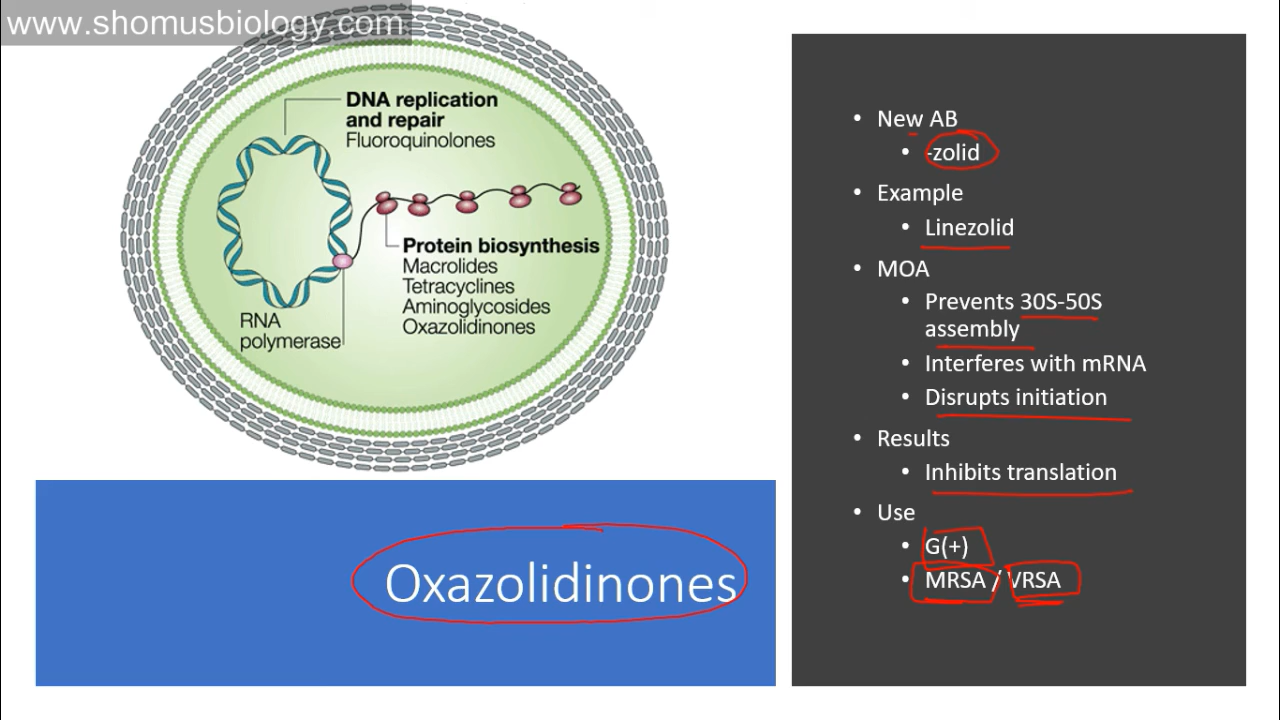 www.shomusbiology.com
DNA replication
and repair
Fluoroquinolones
Protein biosynthesis
Macrolides
Tetracyclines
Aminoglycosides
Oxazolidinones
RNA
polymerase
Oxazolidinones
• New AB
• -zolid
• Example
• Linezolid
• MOA
• Prevents 30S-50S
assembly
• Interferes with mRNA
• Disrupts initiation
• Results
• Inhibits translation
• Use
• G(+)
• MRSA / VRSA